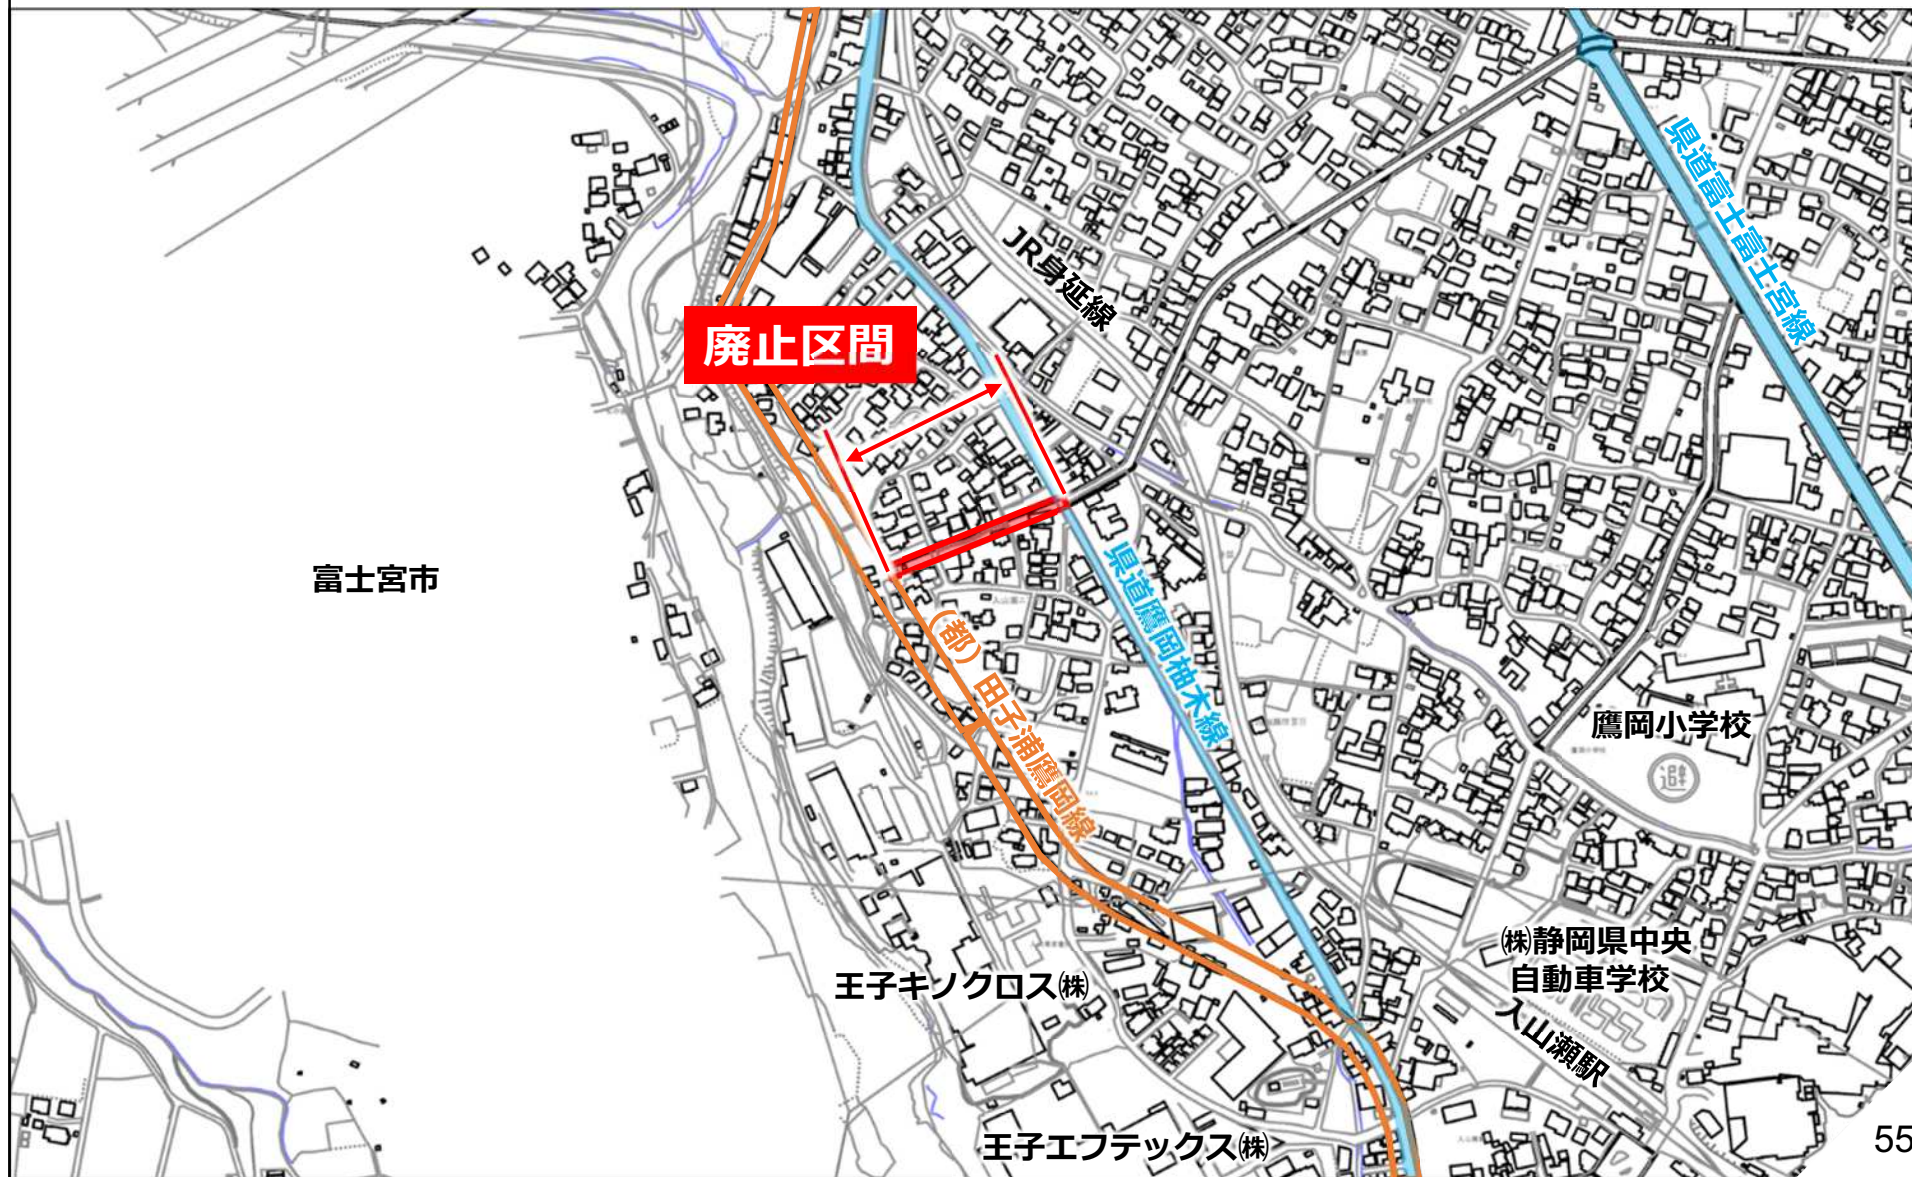 県道富士富士宮線
JR身延線
廃止区間
富士宮市
県道鷹岡柚木線
(都)田子浦鷹岡線
鷹岡小学校
㈱静岡県中央
自動車学校
王子キノクロス㈱
入山瀬駅
王子エフテックス㈱
55